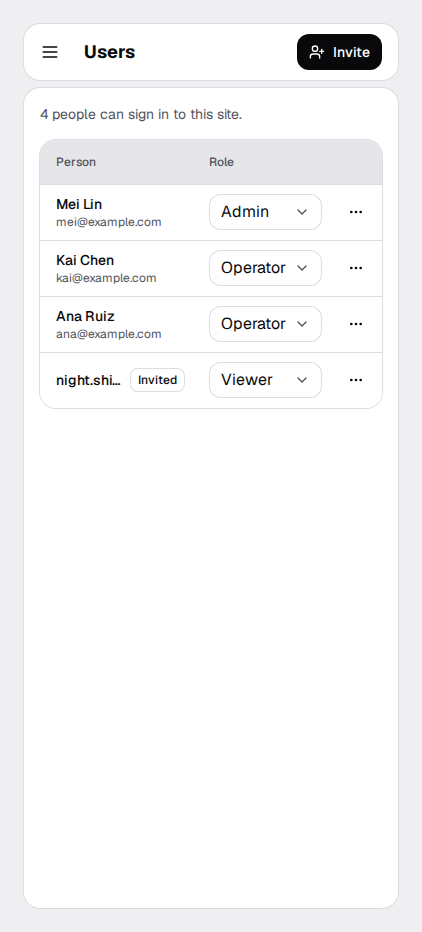 Users
Invite
4 people can sign in to this site.
Person Role
Mei Lin
mei@example.com
Admin
Kai Chen
kai@example.com
Operator
Ana Ruiz
ana@example.com
Operator
night.shi... Invited Viewer